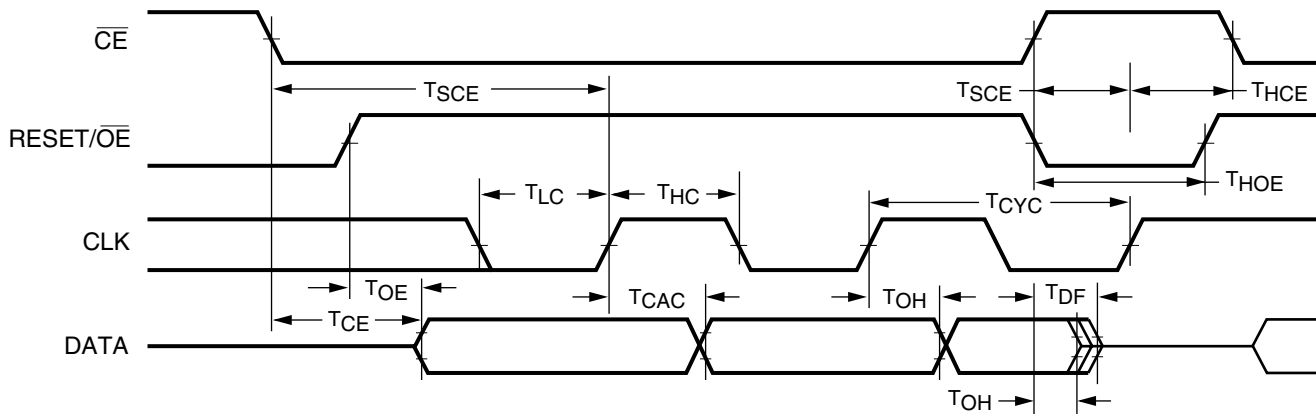 CE
TSCE
TSCE
THCE
RESET/OE
TLC
THC
TCYC
THOE
CLK
TOE
TCAC
TOH
TDF
TCE
DATA
TOH